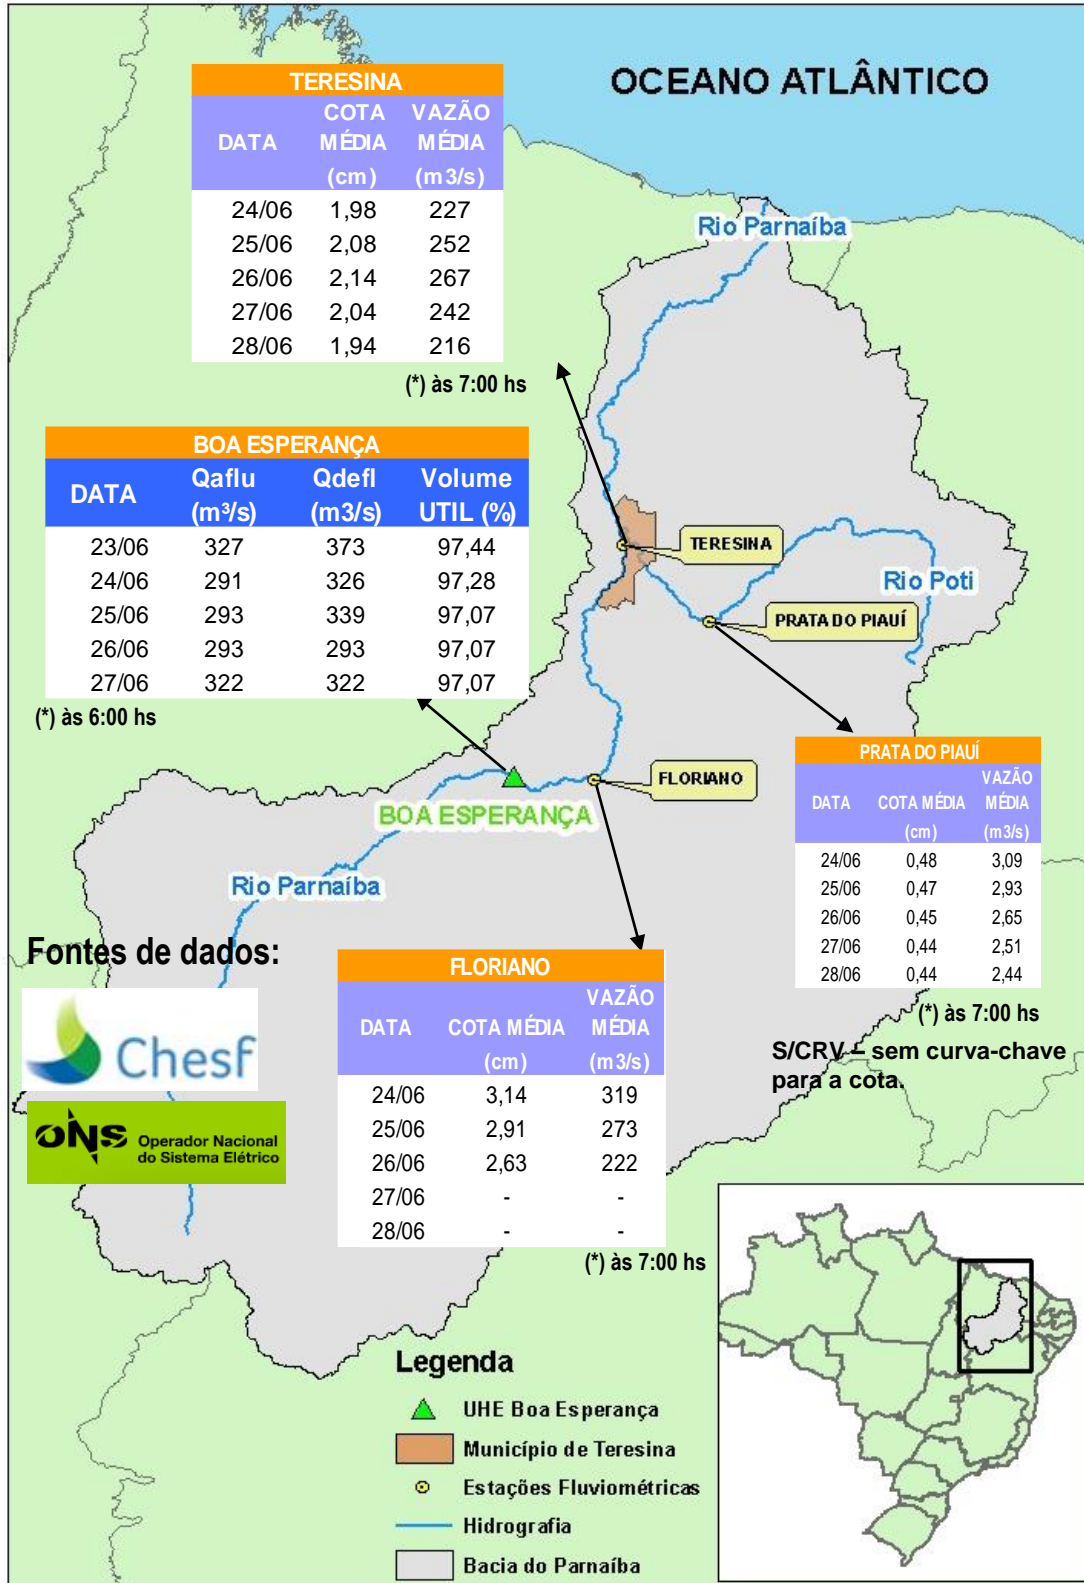 OCEANO ATLÂNTICO
TERESINA
DATA COTA MÉDIA (cm) VAZÃO MÉDIA (m3/s)
24/06 1,98 227
25/06 2,08 252
26/06 2,14 267
27/06 2,04 242
28/06 1,94 216
(*) às 7:00 hs
Rio Parnaíba
BOA ESPERANÇA
DATA Qaflu (m³/s) Qdefl (m3/s) Volume UTIL (%)
23/06 327 373 97,44
24/06 291 326 97,28
25/06 293 339 97,07
26/06 293 293 97,07
27/06 322 322 97,07
(*) às 6:00 hs
TERESINA
Rio Poti
PRATA DO PIAUÍ
FLORIANO
BOA ESPERANÇA
Rio Parnaíba
PRATA DO PIAUÍ
DATA COTA MÉDIA (cm) VAZÃO MÉDIA (m3/s)
24/06 0,48 3,09
25/06 0,47 2,93
26/06 0,45 2,65
27/06 0,44 2,51
28/06 0,44 2,44
(*) às 7:00 hs
S/CRV – sem curva-chave
para a cota.
Fontes de dados:
Chesf
ONS Operador Nacional
do Sistema Elétrico
FLORIANO
DATA COTA MÉDIA (cm) VAZÃO MÉDIA (m3/s)
24/06 3,14 319
25/06 2,91 273
26/06 2,63 222
27/06 - -
28/06 - -
(*) às 7:00 hs
Legenda
UHE Boa Esperança
Município de Teresina
Estações Fluviométricas
Hidrografia
Bacia do Parnaíba